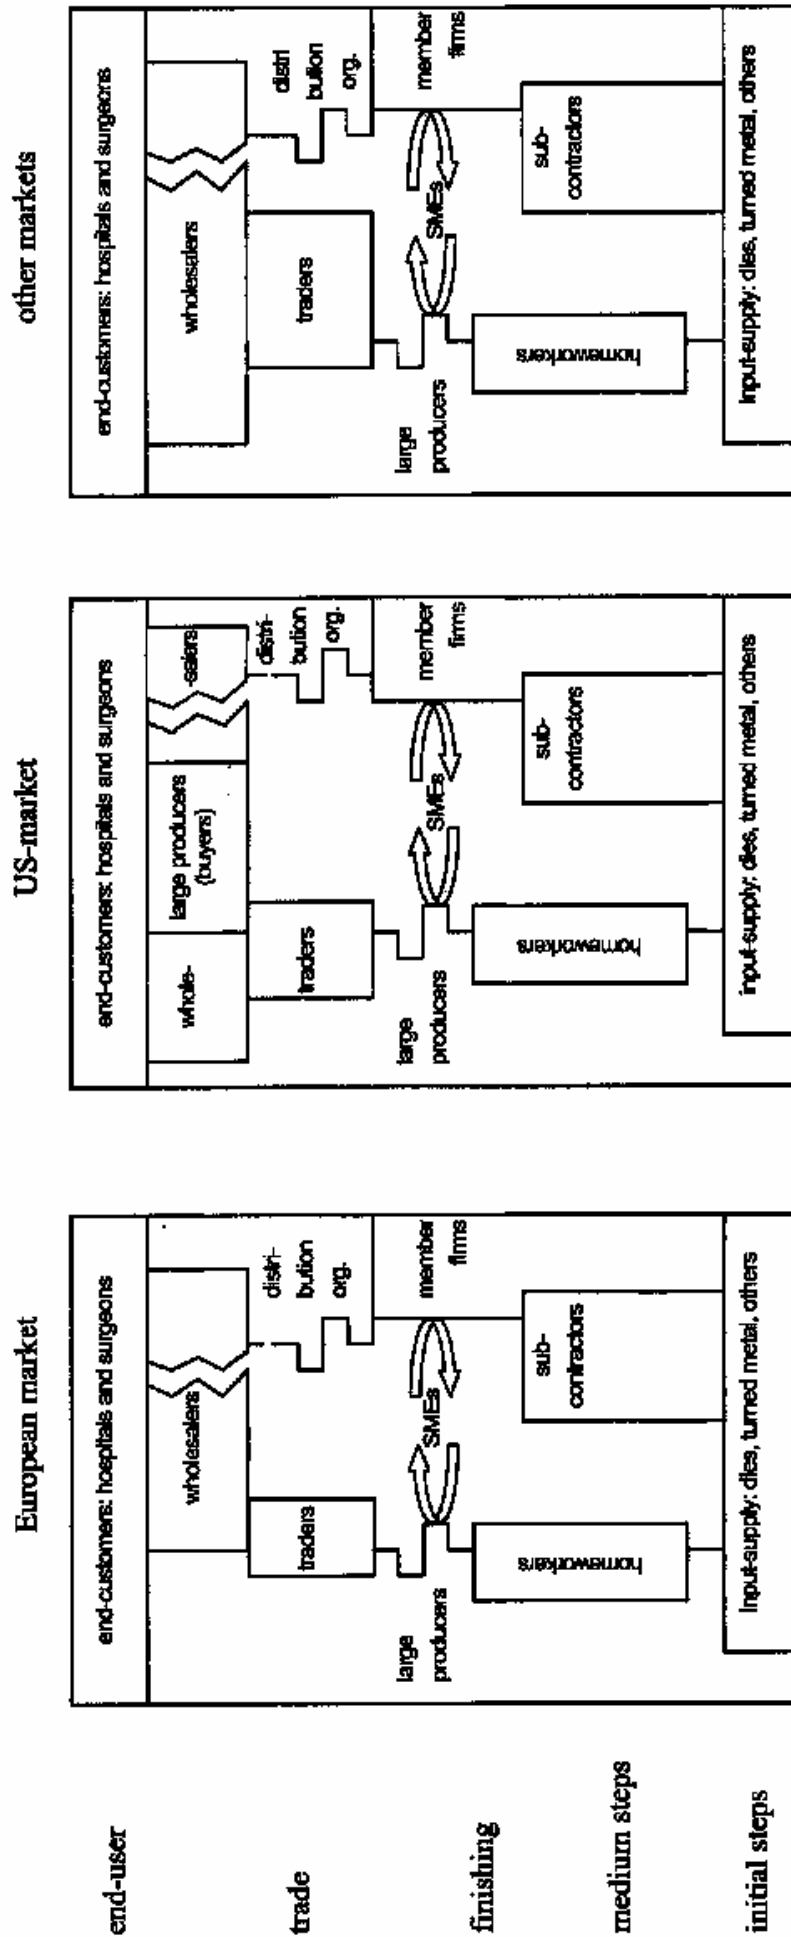 European market
US-market
other markets
end-user
trade
finishing
medium steps
initial steps
end-customers: hospitals and surgeons
wholesalers
traders
distri-
bution
org.
large
producers
SMEs
member
firms
homeworkers
sub-
contractors
input-supply: dies, turned metal, others
end-customers: hospitals and surgeons
whole-
large producers
(buyers)
-salers
traders
distri-
bution
org.
large
producers
SMEs
member
firms
homeworkers
sub-
contractors
input-supply: dies, turned metal, others
end-customers: hospitals and surgeons
wholesalers
traders
distri
bution
org.
large
producers
SMEs
member
firms
homeworkers
sub-
contractors
input-supply: dies, turned metal, others